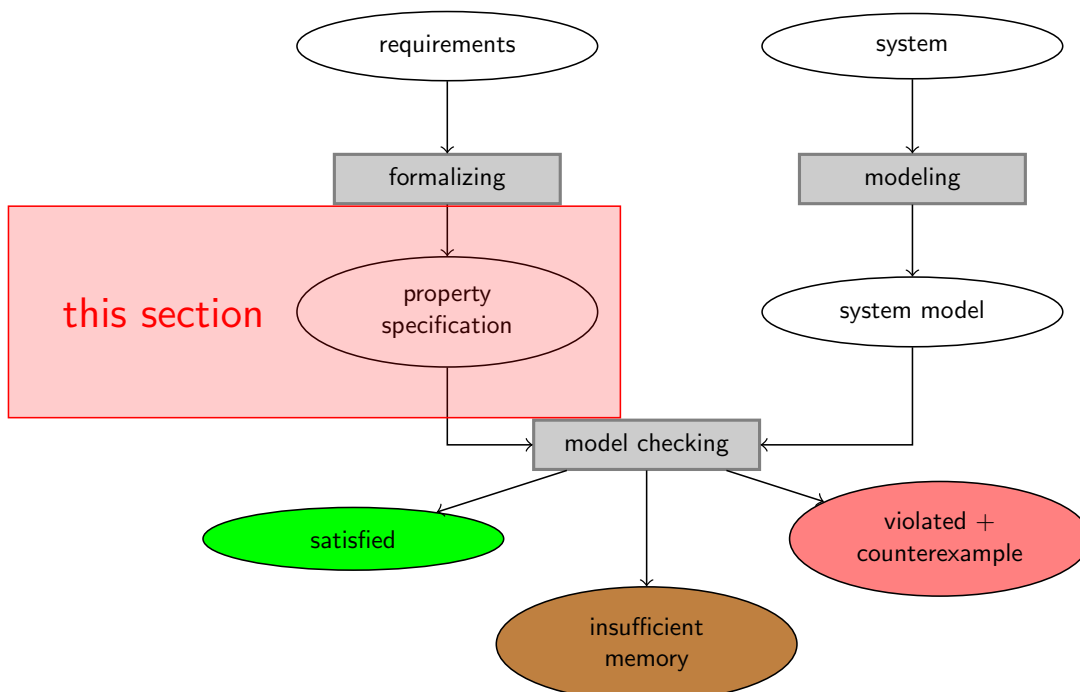 requirements
system
formalizing
modeling
this section
property
specification
system model
model checking
satisfied
violated +
counterexample
insufficient
memory